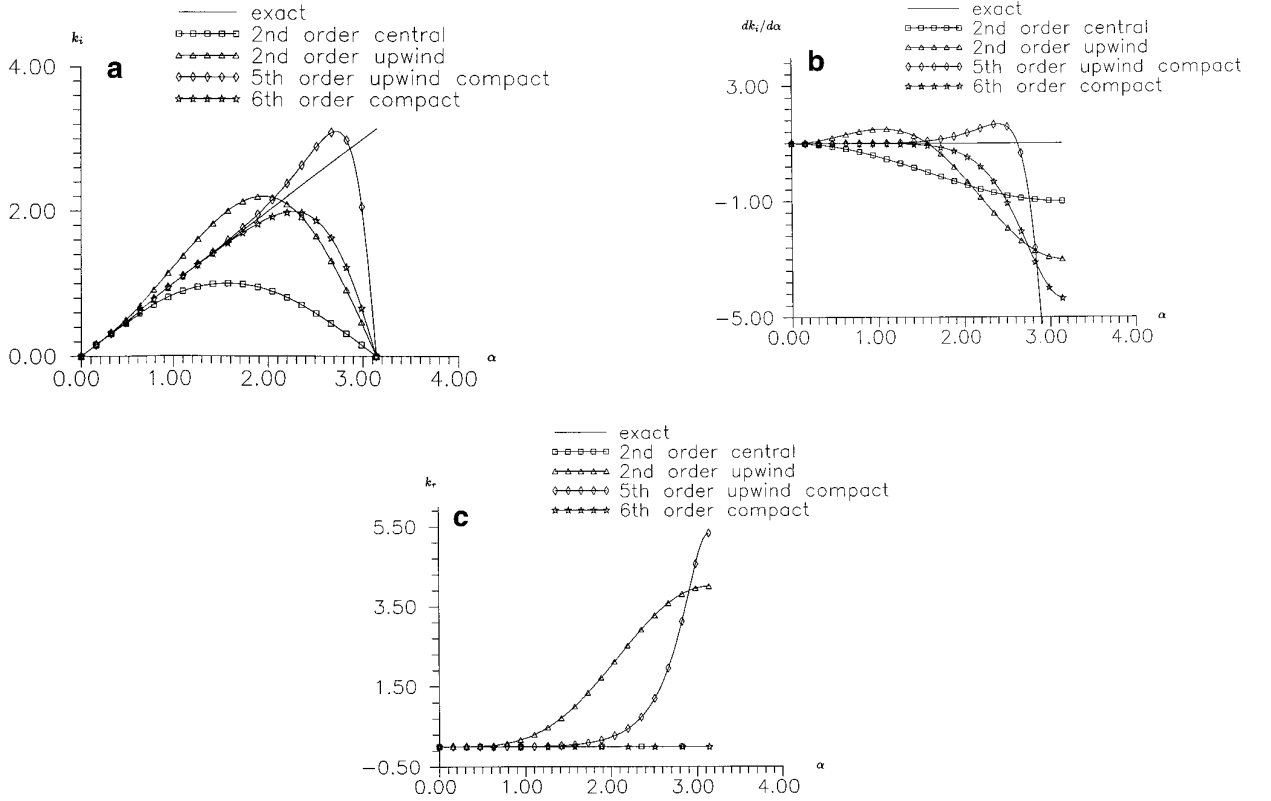 exact
2nd order central
2nd order upwind
5th order upwind compact
6th order compact
k_i
a
4.00
2.00
0.00
0.00 1.00 2.00 3.00 4.00
α
exact
2nd order central
2nd order upwind
5th order upwind compact
6th order compact
dk_i/dα
b
3.00
−1.00
−5.00
0.00 1.00 2.00 3.00 4.00
α
exact
2nd order central
2nd order upwind
5th order upwind compact
6th order compact
k_r
c
5.50
3.50
1.50
−0.50
0.00 1.00 2.00 3.00 4.00
α